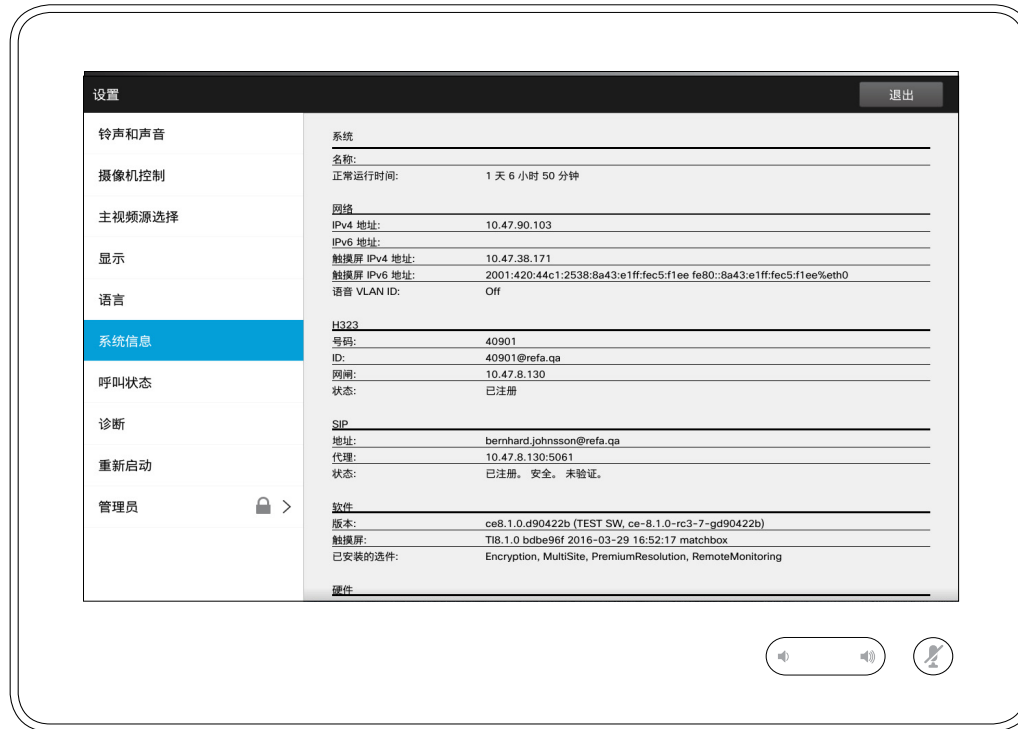 设置
退出
铃声和声音
摄像机控制
主视频源选择
显示
语言
系统信息
呼叫状态
诊断
重新启动
管理员
系统
名称:
正常运行时间: 1 天 6 小时 50 分钟
网络
IPv4 地址: 10.47.90.103
IPv6 地址:
触摸屏 IPv4 地址: 10.47.38.171
触摸屏 IPv6 地址: 2001:420:44c1:2538:8a43:e1ff:fec5:f1ee fe80::8a43:e1ff:fec5:f1ee%eth0
语音 VLAN ID: Off
H323
号码: 40901
ID: 40901@refa.qa
网闸: 10.47.8.130
状态: 已注册
SIP
地址: bernhard.johnsson@refa.qa
代理: 10.47.8.130:5061
状态: 已注册。 安全。 未验证。
软件
版本: ce8.1.0.d90422b (TEST SW, ce-8.1.0-rc3-7-gd90422b)
触摸屏: TI8.1.0 bdbe96f 2016-03-29 16:52:17 matchbox
已安装的选件: Encryption, MultiSite, PremiumResolution, RemoteMonitoring
硬件